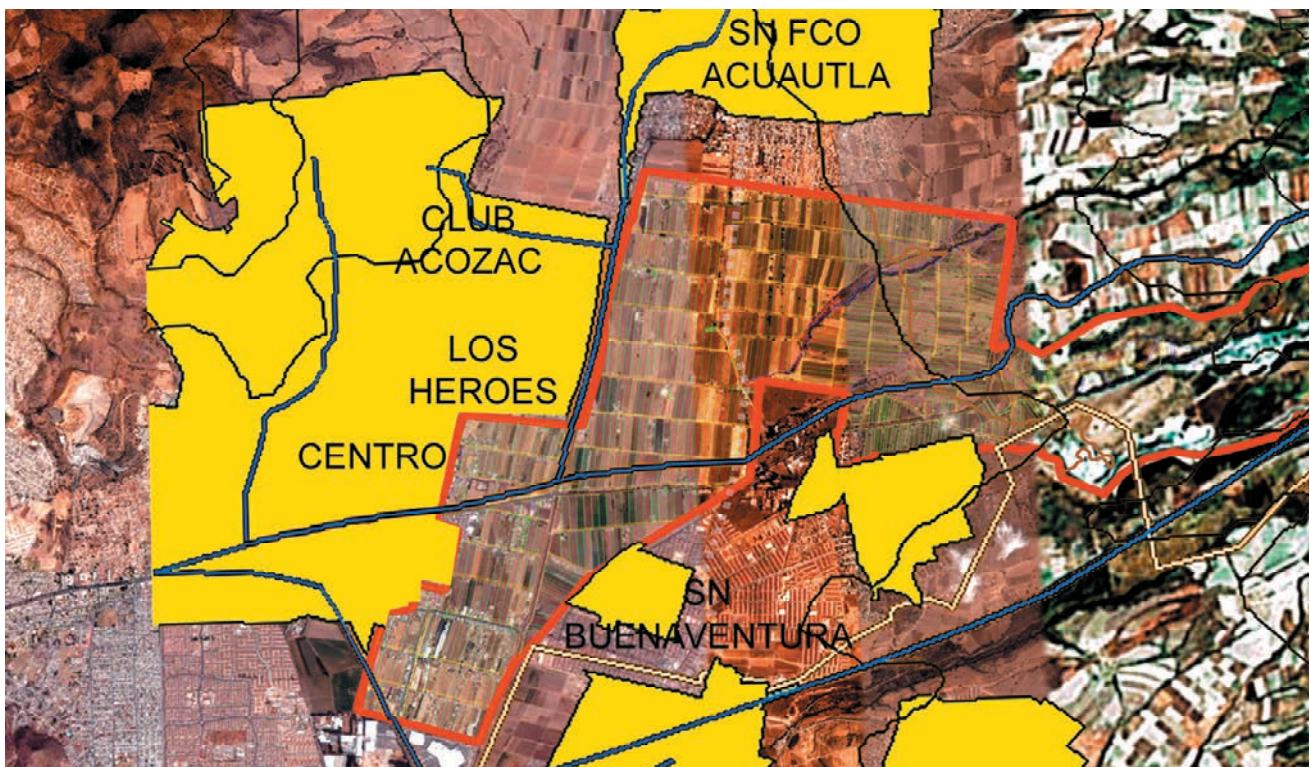 SN FCO
ACUAUTLA
CLUB
ACOZAC
LOS
HEROES
CENTRO
SN
BUENAVENTURA